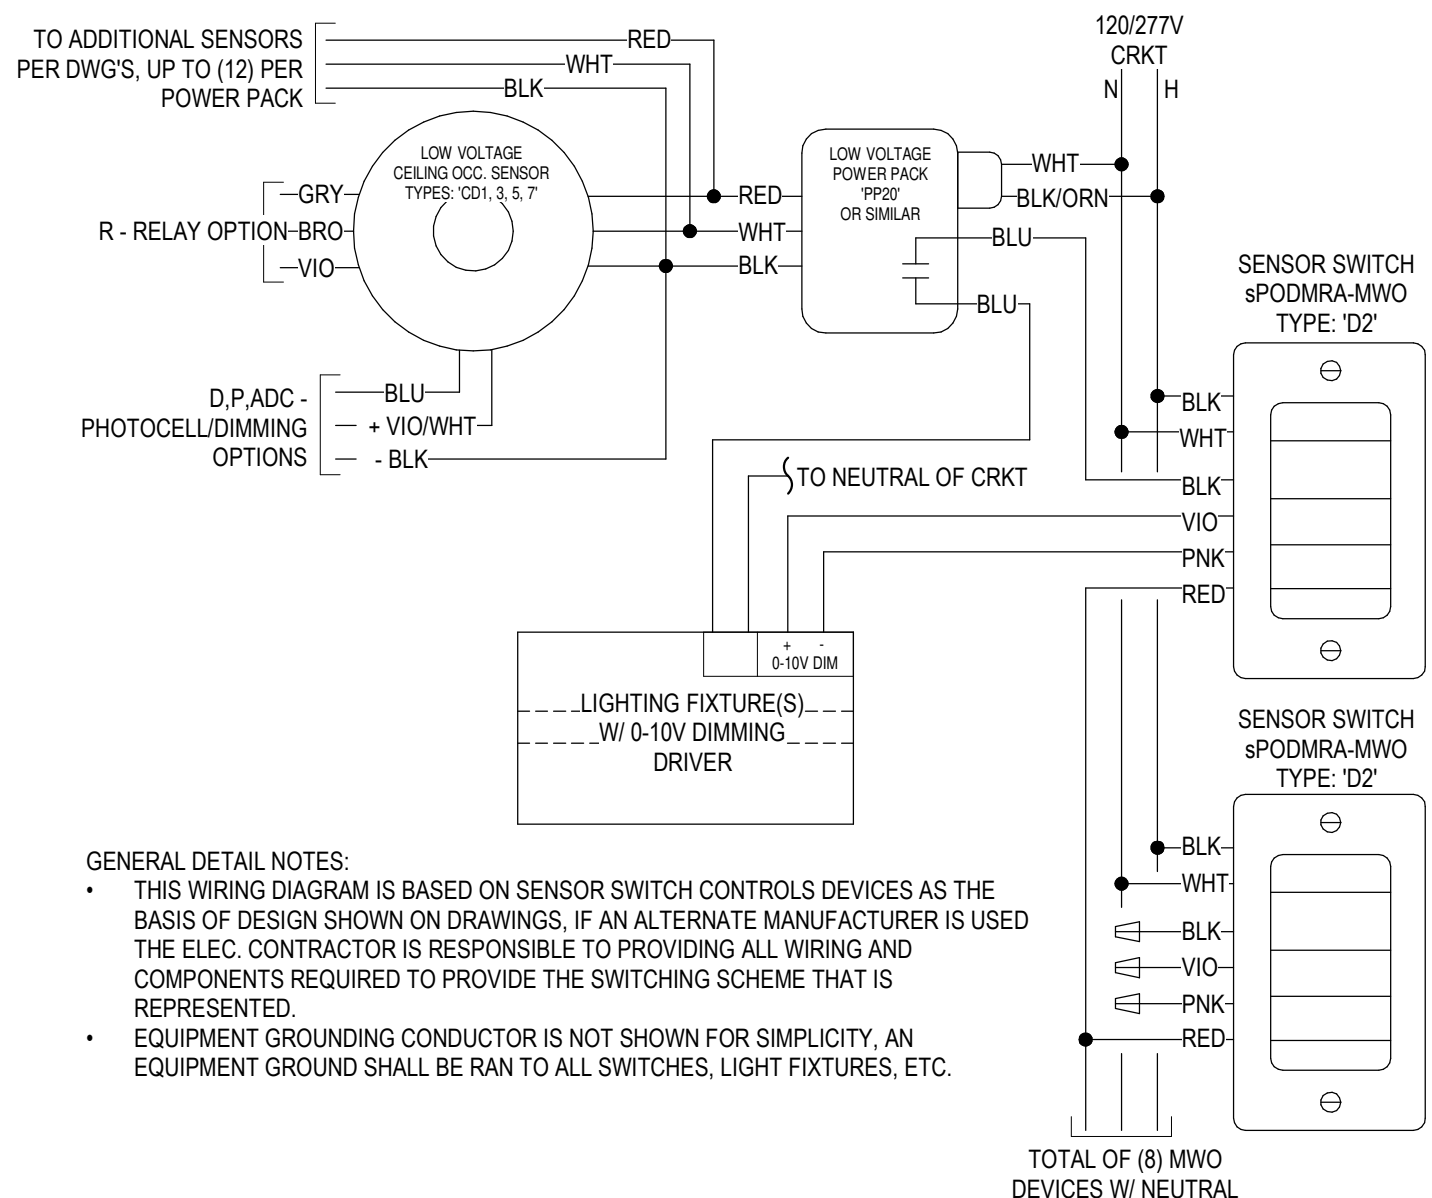 TO ADDITIONAL SENSORS
PER DWG'S, UP TO (12) PER
POWER PACK
RED
WHT
BLK
120/277V
CRKT
N
H
LOW VOLTAGE
CEILING OCC. SENSOR
TYPES: 'CD1, 3, 5, 7'
GRY
R - RELAY OPTION
BRO
VIO
RED
WHT
BLK
LOW VOLTAGE
POWER PACK
'PP20'
OR SIMILAR
WHT
BLK/ORN
BLU
BLU
D,P,ADC -
PHOTOCELL/DIMMING
OPTIONS
BLU
+ VIO/WHT
- BLK
TO NEUTRAL OF CRKT
SENSOR SWITCH
sPODMRA-MWO
TYPE: 'D2'
BLK
WHT
BLK
VIO
PNK
RED
+ -
0-10V DIM
LIGHTING FIXTURE(S)
W/ 0-10V DIMMING
DRIVER
SENSOR SWITCH
sPODMRA-MWO
TYPE: 'D2'
BLK
WHT
BLK
VIO
PNK
RED
GENERAL DETAIL NOTES:
• THIS WIRING DIAGRAM IS BASED ON SENSOR SWITCH CONTROLS DEVICES AS THE
BASIS OF DESIGN SHOWN ON DRAWINGS, IF AN ALTERNATE MANUFACTURER IS USED
THE ELEC. CONTRACTOR IS RESPONSIBLE TO PROVIDING ALL WIRING AND
COMPONENTS REQUIRED TO PROVIDE THE SWITCHING SCHEME THAT IS
REPRESENTED.
• EQUIPMENT GROUNDING CONDUCTOR IS NOT SHOWN FOR SIMPLICITY, AN
EQUIPMENT GROUND SHALL BE RAN TO ALL SWITCHES, LIGHT FIXTURES, ETC.
TOTAL OF (8) MWO
DEVICES W/ NEUTRAL